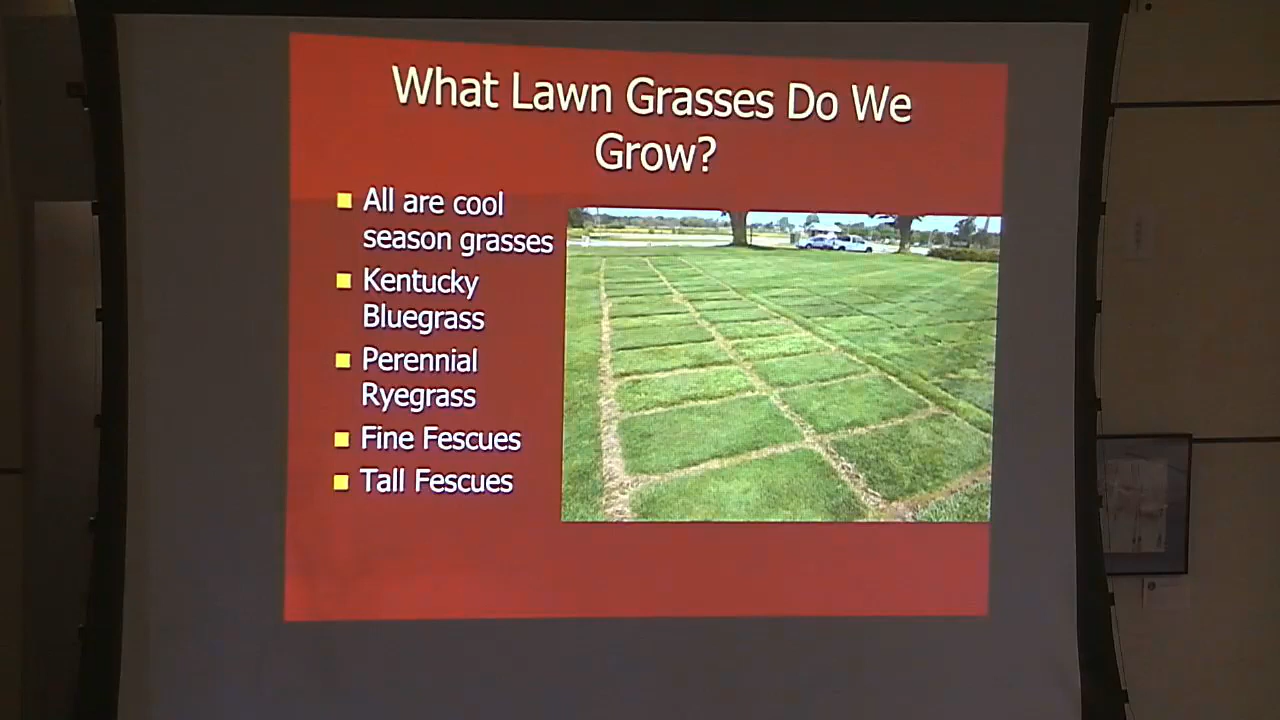 What Lawn Grasses Do We
Grow?
All are cool
season grasses
Kentucky
Bluegrass
Perennial
Ryegrass
Fine Fescues
Tall Fescues